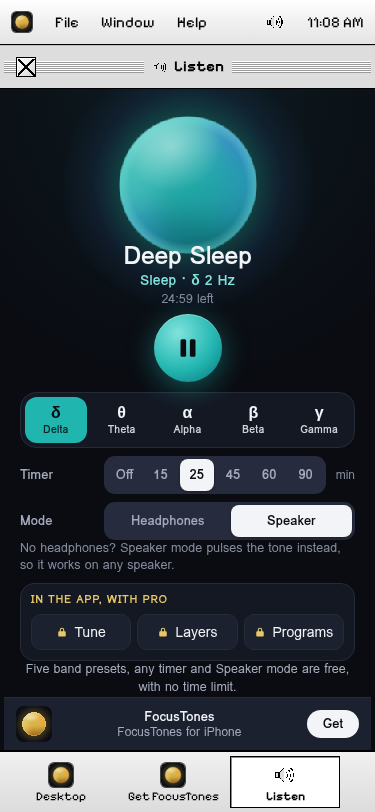 File Window Help 11:08 AM
Listen
Deep Sleep
Sleep · δ 2 Hz
24:59 left
δ θ α β γ
Delta Theta Alpha Beta Gamma
Timer Off 15 25 45 60 90 min
Mode Headphones Speaker
No headphones? Speaker mode pulses the tone instead,
so it works on any speaker.
IN THE APP, WITH PRO
Tune Layers Programs
Five band presets, any timer and Speaker mode are free,
with no time limit.
FocusTones
FocusTones for iPhone
Get
Desktop Get FocusTones Listen